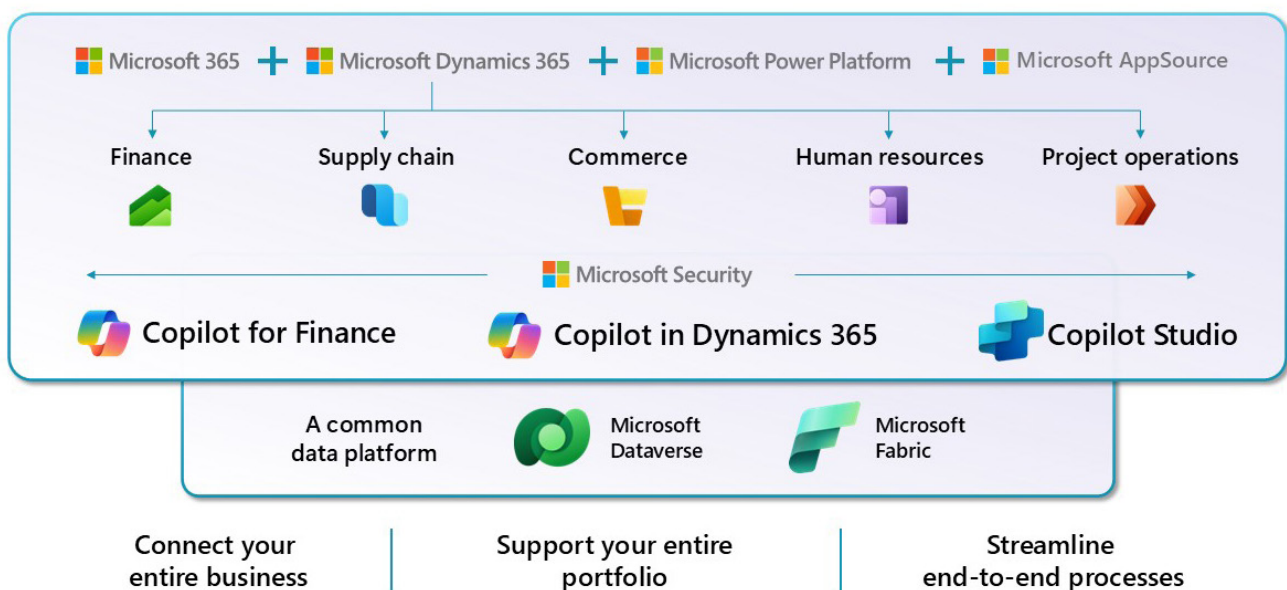 Microsoft 365 + Microsoft Dynamics 365 + Microsoft Power Platform + Microsoft AppSource
Finance
Supply chain
Commerce
Human resources
Project operations
Microsoft Security
Copilot for Finance
Copilot in Dynamics 365
Copilot Studio
A common
data platform
Microsoft
Dataverse
Microsoft
Fabric
Connect your
entire business
Support your entire
portfolio
Streamline
end-to-end processes